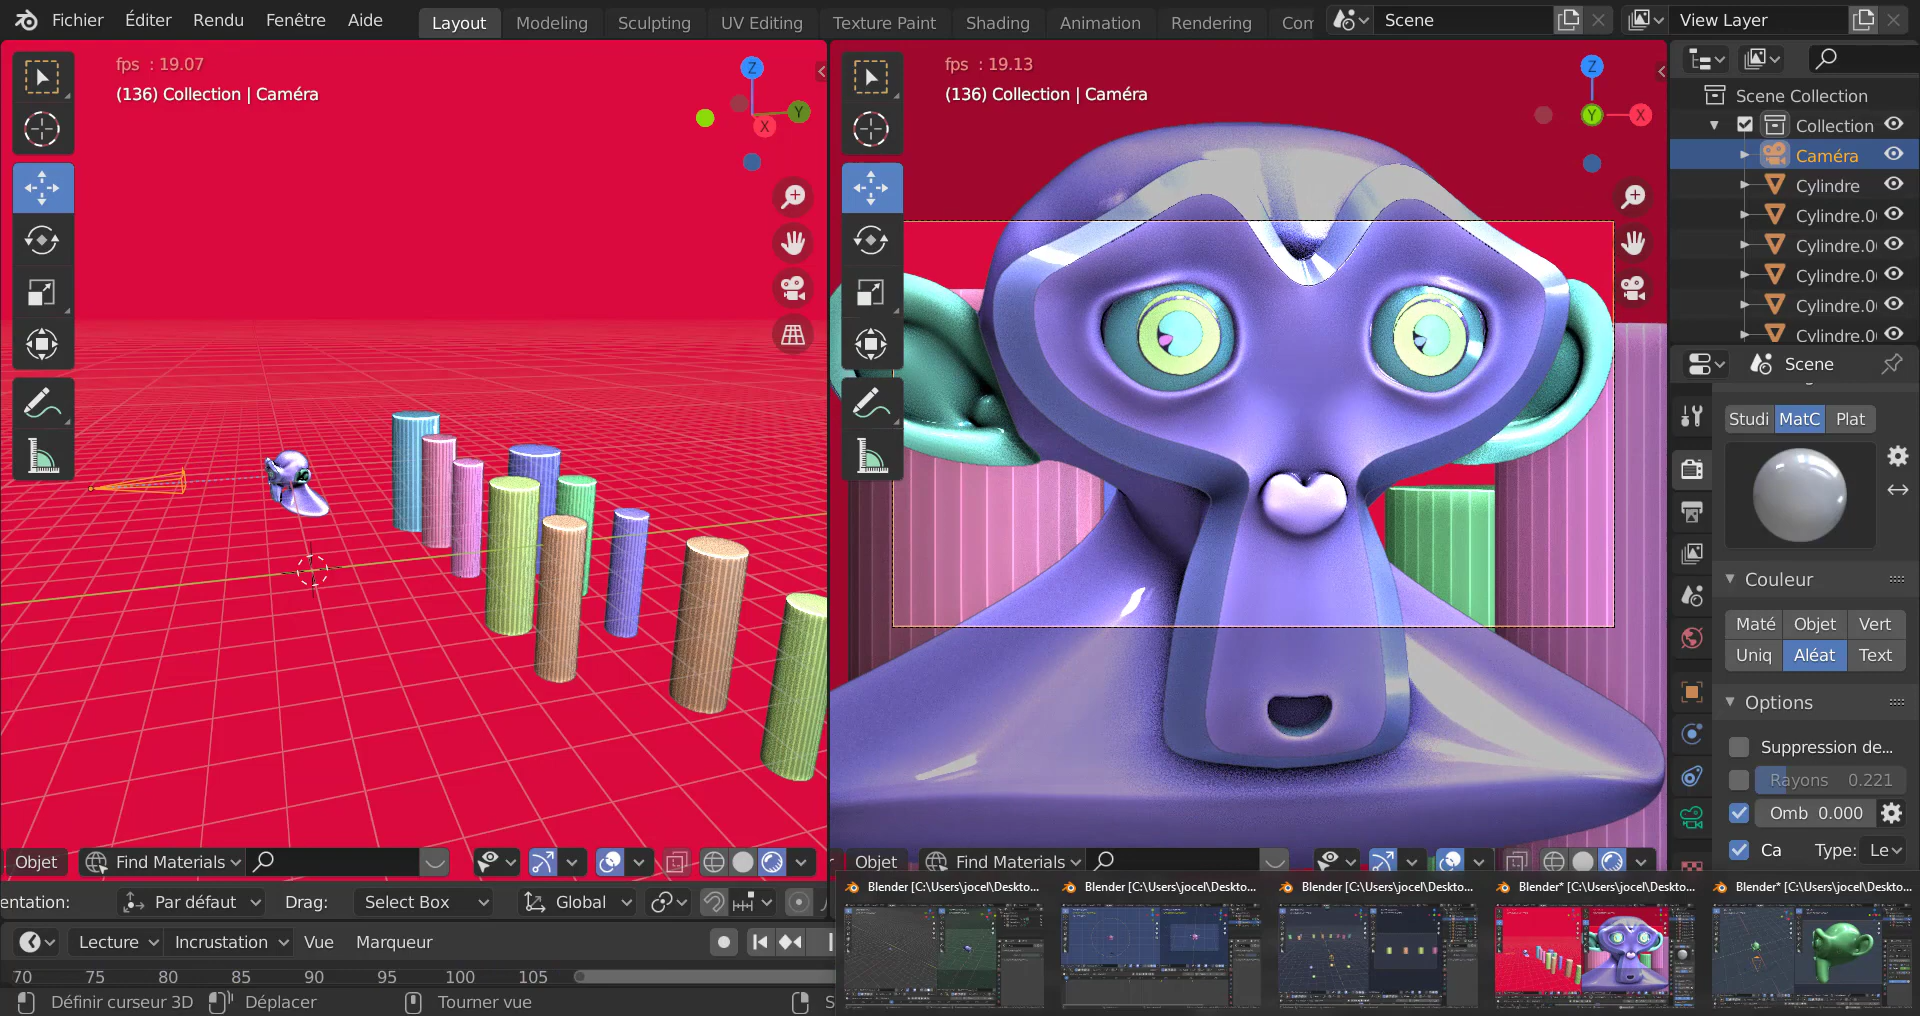 Fichier Éditer Rendu Fenêtre Aide Layout Modeling Sculpting UV Editing Texture Paint Shading Animation Rendering Com Scene View Layer
fps : 19.07
(136) Collection | Caméra
Z
Y
X
fps : 19.13
(136) Collection | Caméra
Z
Y
X
Scene Collection
Collection
Caméra
Cylindre
Cylindre.0
Cylindre.0
Cylindre.0
Cylindre.0
Cylindre.0
Scene
Studi MatC Plat
Couleur
Maté Objet Vert
Uniq Aléat Text
Options
Suppression de...
Rayons 0.221
Omb 0.000
Ca Type: Le
Objet Find Materials
Objet Find Materials
entation: Par défaut Drag: Select Box Global
Lecture Incrustation Vue Marqueur
70 75 80 85 90 95 100 105
Définir curseur 3D Déplacer Tourner vue S
Blender [C:\Users\jocel\Deskto...
Blender [C:\Users\jocel\Deskto...
Blender [C:\Users\jocel\Deskto...
Blender* [C:\Users\jocel\Deskto...
Blender* [C:\Users\jocel\Deskto...